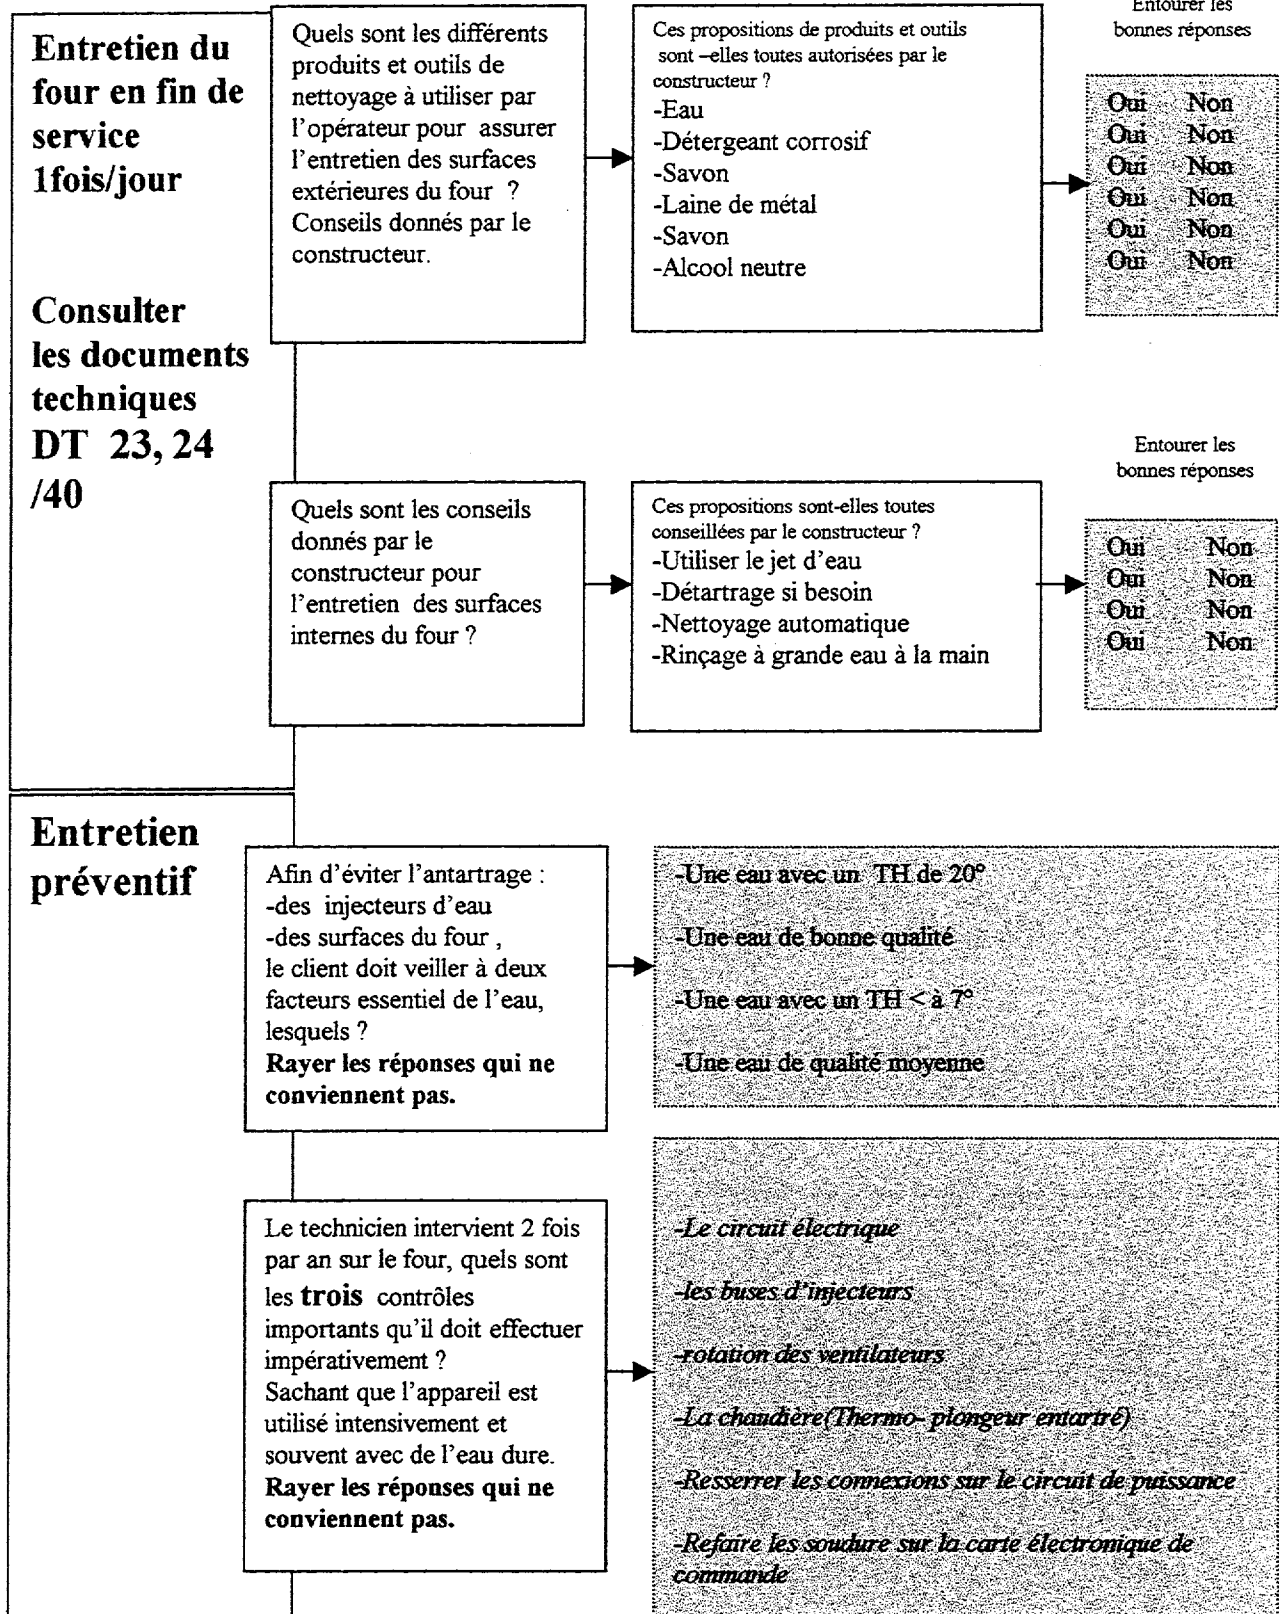 Entretien du
four en fin de
service
1fois/jour
Consulter
les documents
techniques
DT 23, 24
/40
Quels sont les différents
produits et outils de
nettoyage à utiliser par
l'opérateur pour assurer
l'entretien des surfaces
extérieures du four ?
Conseils donnés par le
constructeur.
Ces propositions de produits et outils
sont –elles toutes autorisées par le
constructeur ?
-Eau
-Détergeant corrosif
-Savon
-Laine de métal
-Savon
-Alcool neutre
Entourer les
bonnes réponses
Oui Non
Oui Non
Oui Non
Oui Non
Oui Non
Oui Non
Quels sont les conseils
donnés par le
constructeur pour
l'entretien des surfaces
internes du four ?
Ces propositions sont-elles toutes
conseillées par le constructeur ?
-Utiliser le jet d'eau
-Détartrage si besoin
-Nettoyage automatique
-Rinçage à grande eau à la main
Entourer les
bonnes réponses
Oui Non
Oui Non
Oui Non
Oui Non
Entretien
préventif
Afin d'éviter l'antartrage :
-des injecteurs d'eau
-des surfaces du four ,
le client doit veiller à deux
facteurs essentiel de l'eau,
lesquels ?
Rayer les réponses qui ne
conviennent pas.
-Une eau avec un TH de 20°
-Une eau de bonne qualité
-Une eau avec un TH < à 7°
-Une eau de qualité moyenne
Le technicien intervient 2 fois
par an sur le four, quels sont
les trois contrôles
importants qu'il doit effectuer
impérativement ?
Sachant que l'appareil est
utilisé intensivement et
souvent avec de l'eau dure.
Rayer les réponses qui ne
conviennent pas.
-Le circuit électrique
-les buses d'injecteurs
-rotation des ventilateurs
-La chaudière(Thermo- plongeur entartré)
-Resserrer les connexions sur le circuit de puissance
-Refaire les soudure sur la carte électronique de
commande